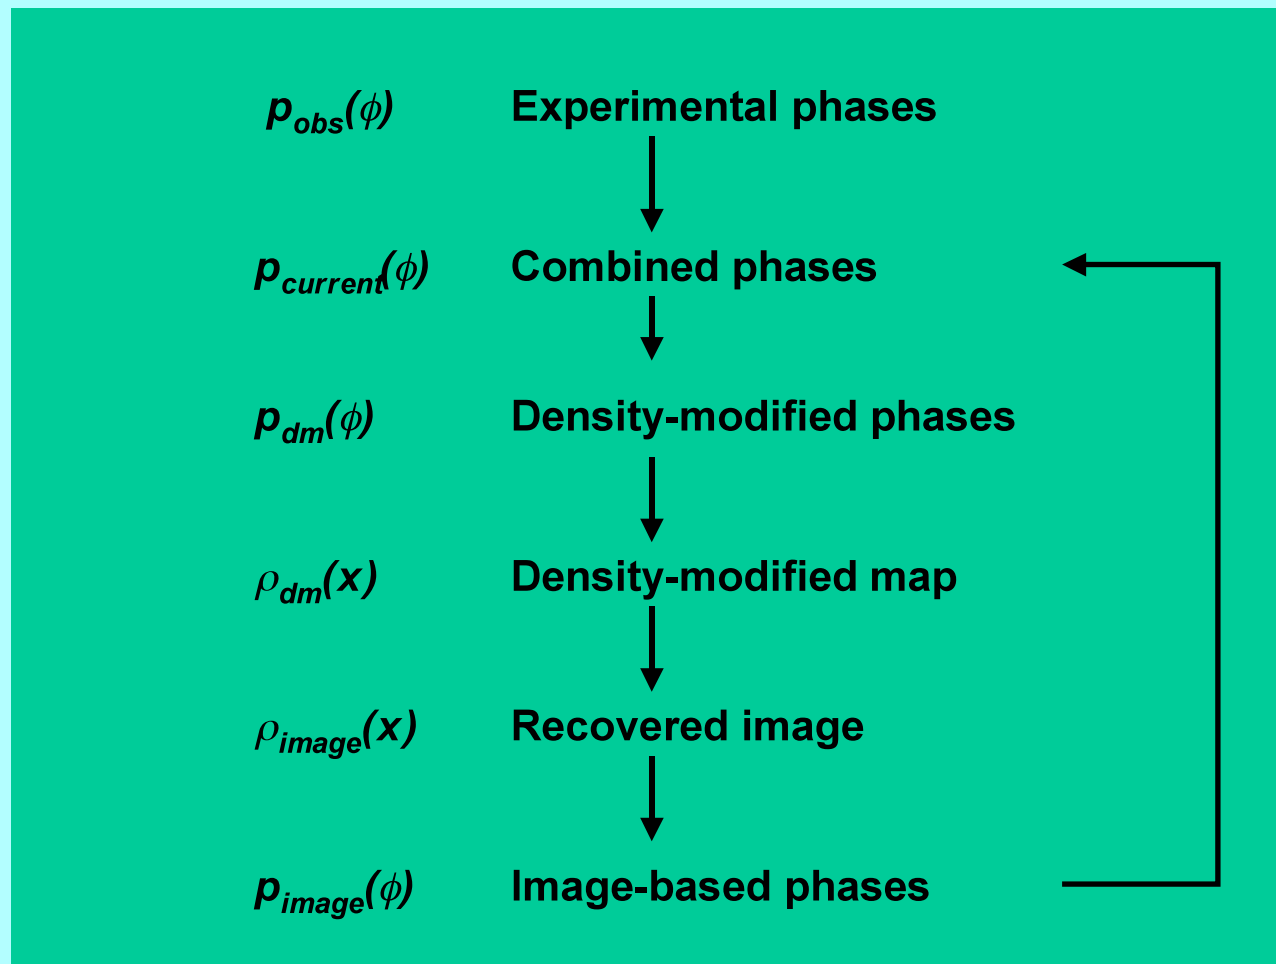 p_obs(ϕ) Experimental phases
p_current(ϕ) Combined phases
p_dm(ϕ) Density-modified phases
ρ_dm(x) Density-modified map
ρ_image(x) Recovered image
p_image(ϕ) Image-based phases